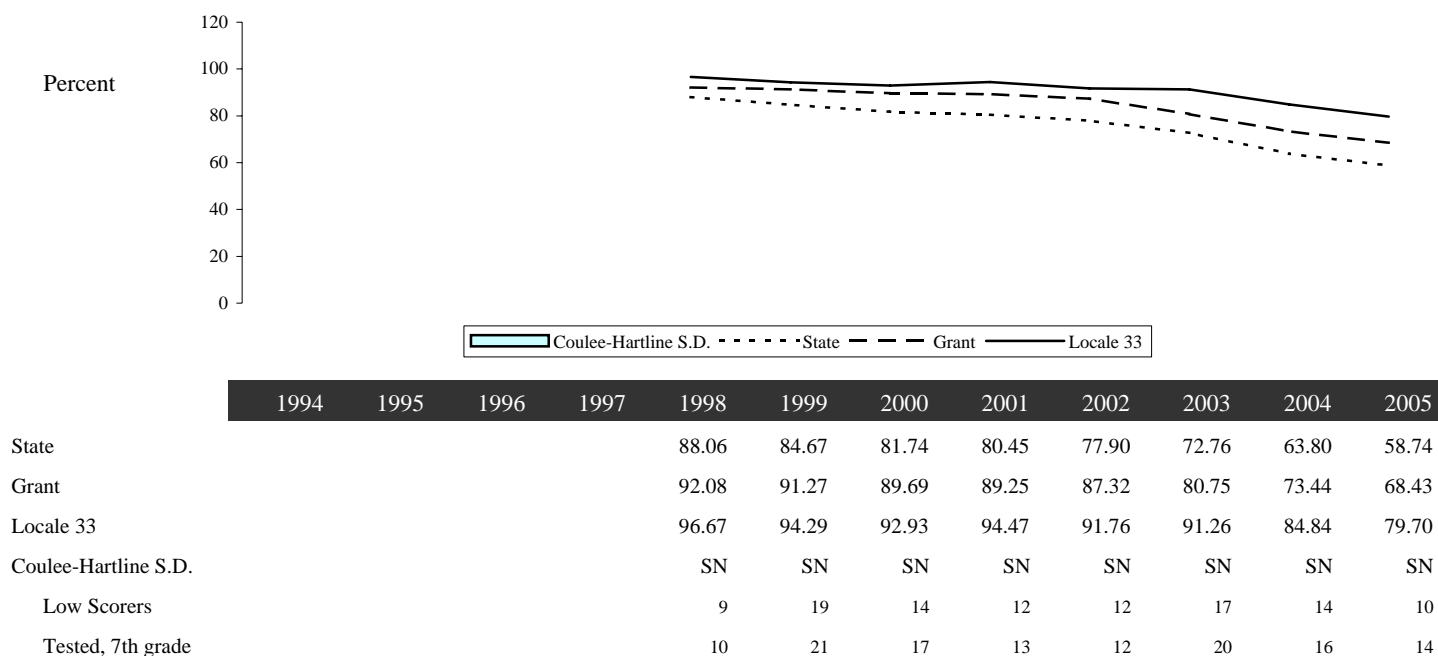 120
100
80
60
40
20
0
Percent
Coulee-Hartline S.D. State Grant Locale 33
1994 1995 1996 1997 1998 1999 2000 2001 2002 2003 2004 2005
State 88.06 84.67 81.74 80.45 77.90 72.76 63.80 58.74
Grant 92.08 91.27 89.69 89.25 87.32 80.75 73.44 68.43
Locale 33 96.67 94.29 92.93 94.47 91.76 91.26 84.84 79.70
Coulee-Hartline S.D. SN SN SN SN SN SN SN SN
Low Scorers 9 19 14 12 12 17 14 10
Tested, 7th grade 10 21 17 13 12 20 16 14